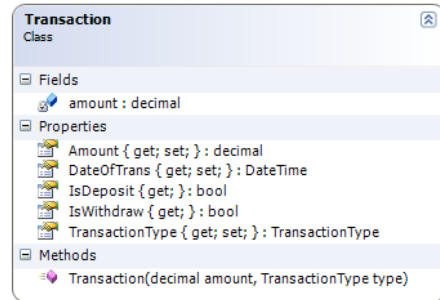 Transaction
Class
Fields
amount : decimal
Properties
Amount { get; set; } : decimal
DateOfTrans { get; set; } : DateTime
IsDeposit { get; } : bool
IsWithdraw { get; } : bool
TransactionType { get; set; } : TransactionType
Methods
Transaction(decimal amount, TransactionType type)